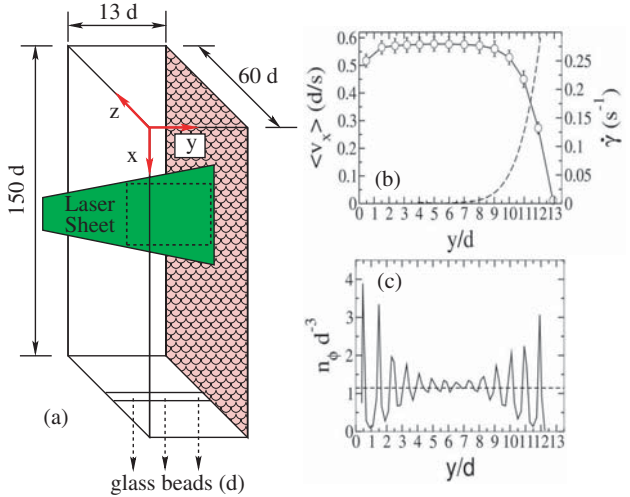 13 d
60 d
150 d
z
y
x
Laser
Sheet
(a)
glass beads (d)
<v_x> (d/s)
0.6
0.5
0.4
0.3
0.2
0.1
0
0.25
0.2
0.15
0.1
0.05
0
γ̇ (s⁻¹)
(b)
0 1 2 3 4 5 6 7 8 9 10 11 12 13
y/d
(c)
n_ϕ d⁻³
4
3
2
1
0
0 1 2 3 4 5 6 7 8 9 10 11 12 13
y/d